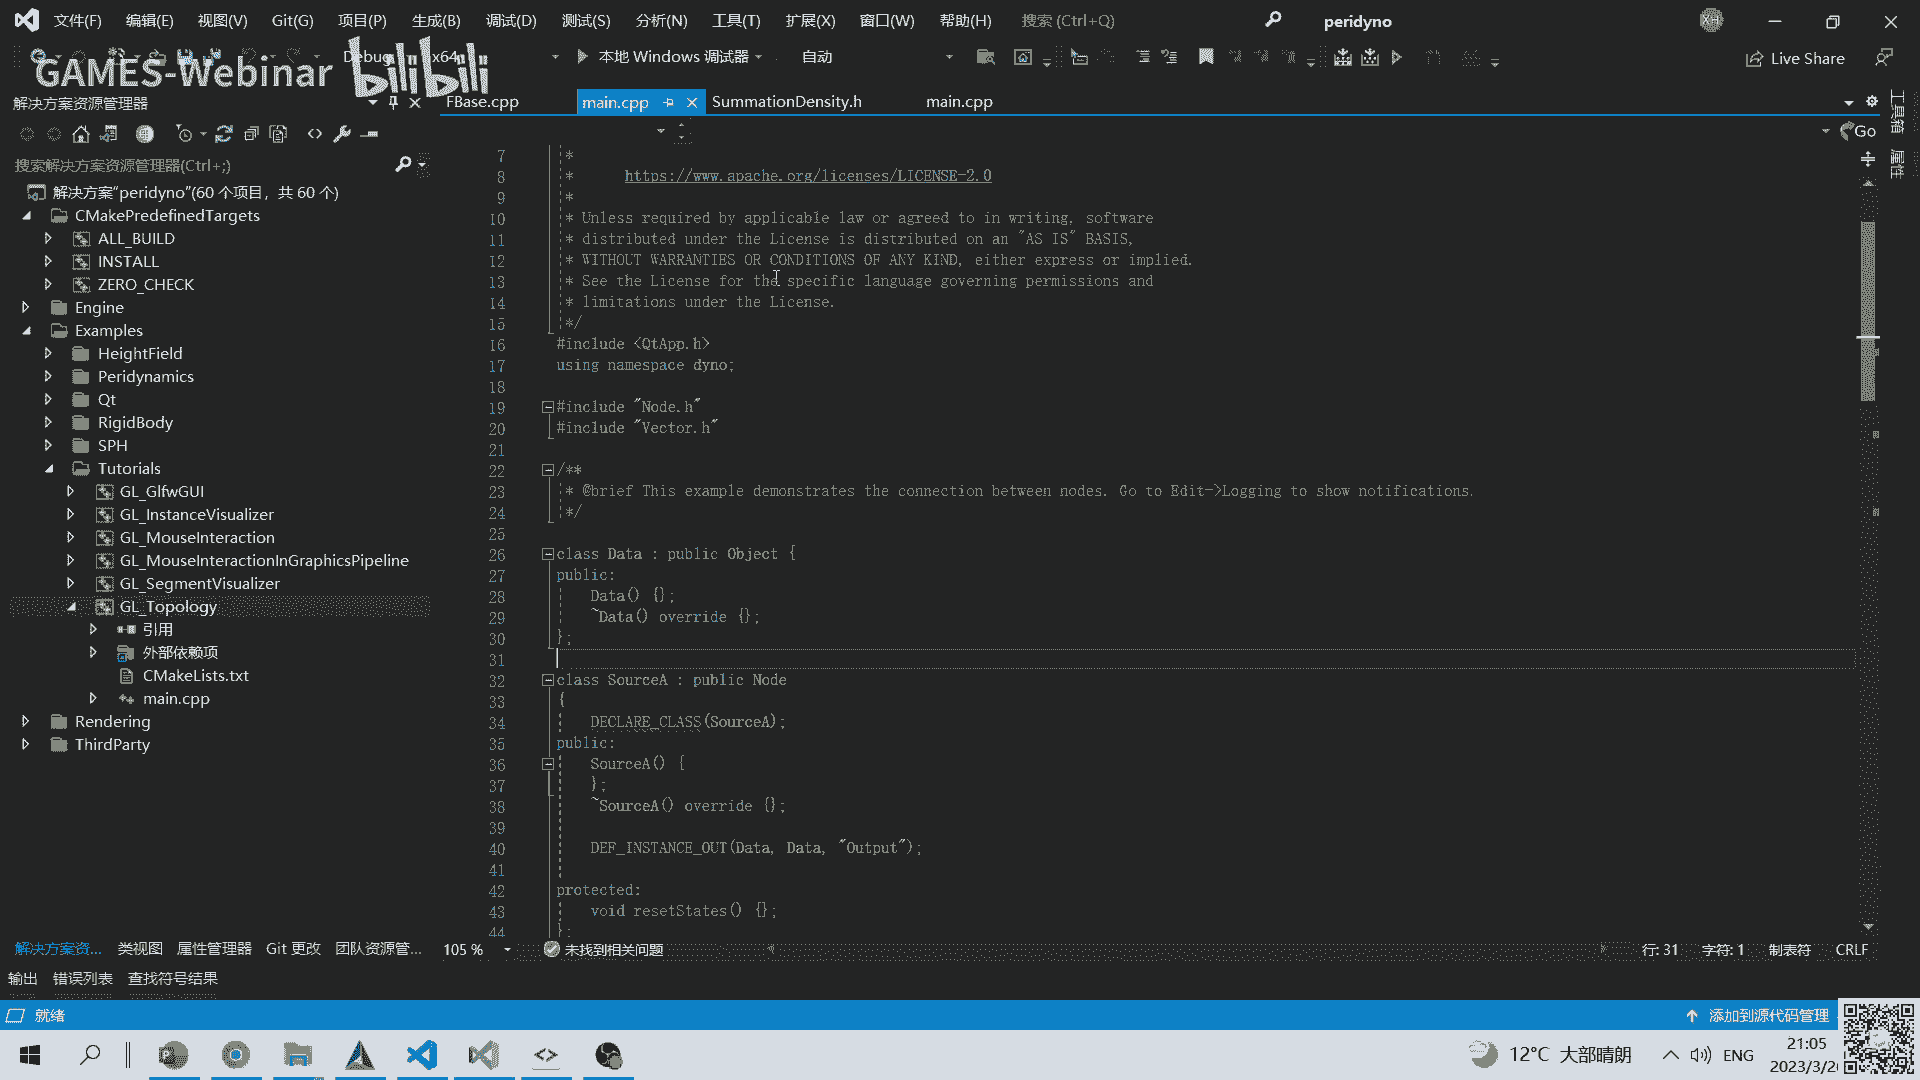 文件(F) 编辑(E) 视图(V) Git(G) 项目(P) 生成(B) 调试(D) 测试(S) 分析(N) 工具(T) 扩展(X) 窗口(W) 帮助(H) 搜索 (Ctrl+Q) peridyno XH
Debug x64 本地 Windows 调试器 自动 Live Share
GAMES-Webinar bilibili
解决方案资源管理器
FBase.cpp main.cpp SummationDensity.h main.cpp
工具箱
属性
Go
搜索解决方案资源管理器(Ctrl+;)
解决方案“peridyno”(60 个项目，共 60 个)
CMakePredefinedTargets
ALL_BUILD
INSTALL
ZERO_CHECK
Engine
Examples
HeightField
Peridynamics
Qt
RigidBody
SPH
Tutorials
GL_GlfwGUI
GL_InstanceVisualizer
GL_MouseInteraction
GL_MouseInteractionInGraphicsPipeline
GL_SegmentVisualizer
GL_Topology
引用
外部依赖项
CMakeLists.txt
main.cpp
Rendering
ThirdParty
7 *
8 * https://www.apache.org/licenses/LICENSE-2.0
9 *
10 * Unless required by applicable law or agreed to in writing, software
11 * distributed under the License is distributed on an "AS IS" BASIS,
12 * WITHOUT WARRANTIES OR CONDITIONS OF ANY KIND, either express or implied.
13 * See the License for the specific language governing permissions and
14 * limitations under the License.
15 */
16 #include <QtApp.h>
17 using namespace dyno;
18
19 #include "Node.h"
20 #include "Vector.h"
21
22 /**
23 * @brief This example demonstrates the connection between nodes. Go to Edit->Logging to show notifications.
24 */
25
26 class Data : public Object {
27 public:
28 Data() {};
29 ~Data() override {};
30 };
31
32 class SourceA : public Node
33 {
34 DECLARE_CLASS(SourceA);
35 public:
36 SourceA() {
37 };
38 ~SourceA() override {};
39
40 DEF_INSTANCE_OUT(Data, Data, "Output");
41
42 protected:
43 void resetStates() {};
44 };
解决方案资... 类视图 属性管理器 Git 更改 团队资源管... 105 % 未找到相关问题 行: 31 字符: 1 制表符 CRLF
输出 错误列表 查找符号结果
就绪 添加到源代码管理
12°C 大部晴朗 ENG
21:05